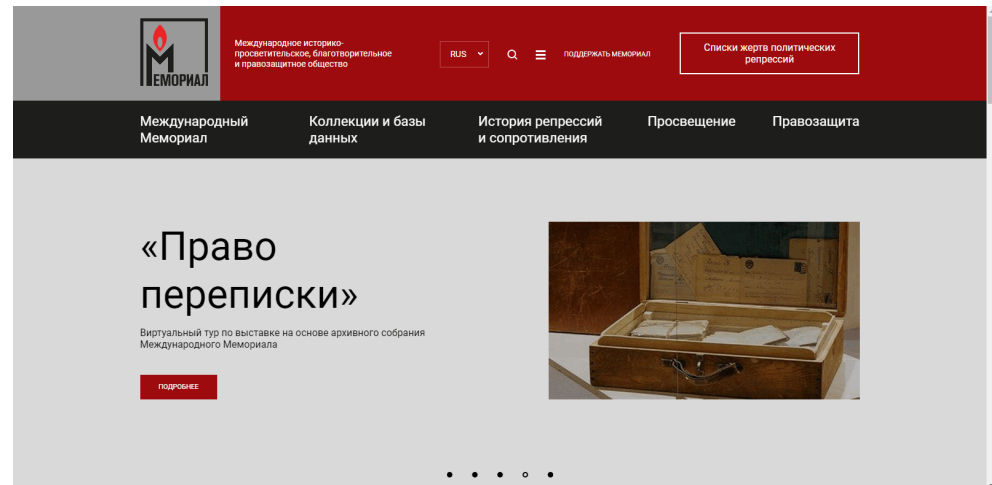 ЕМОРИАЛ
Международное историко-
просветительское, благотворительное
и правозащитное общество
RUS
ПОДДЕРЖАТЬ МЕМОРИАЛ
Списки жертв политических
репрессий
Международный
Мемориал
Коллекции и базы
данных
История репрессий
и сопротивления
Просвещение
Правозащита
«Право
переписки»
Виртуальный тур по выставке на основе архивного собрания
Международного Мемориала
ПОДРОБНЕЕ